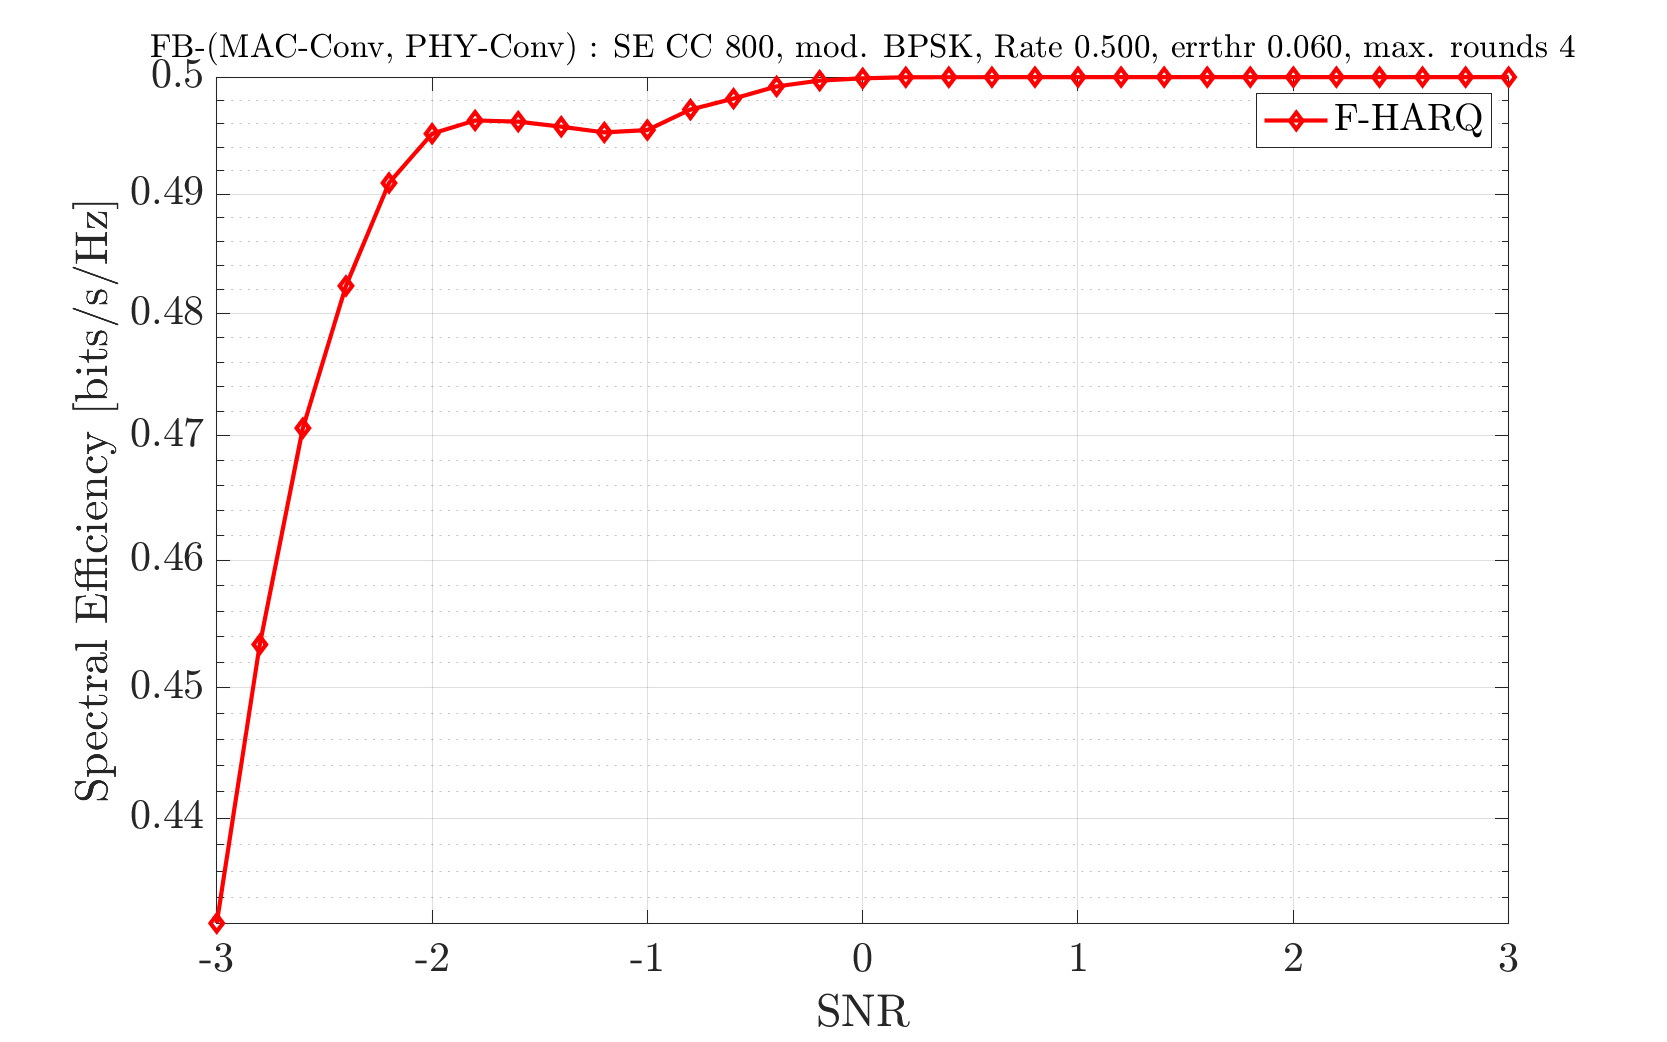 FB-(MAC-Conv, PHY-Conv) : SE CC 800, mod. BPSK, Rate 0.500, errthr 0.060, max. rounds 4
0.5
0.49
0.48
0.47
0.46
0.45
0.44
Spectral Efficiency [bits/s/Hz]
F-HARQ
-3 -2 -1 0 1 2 3
SNR